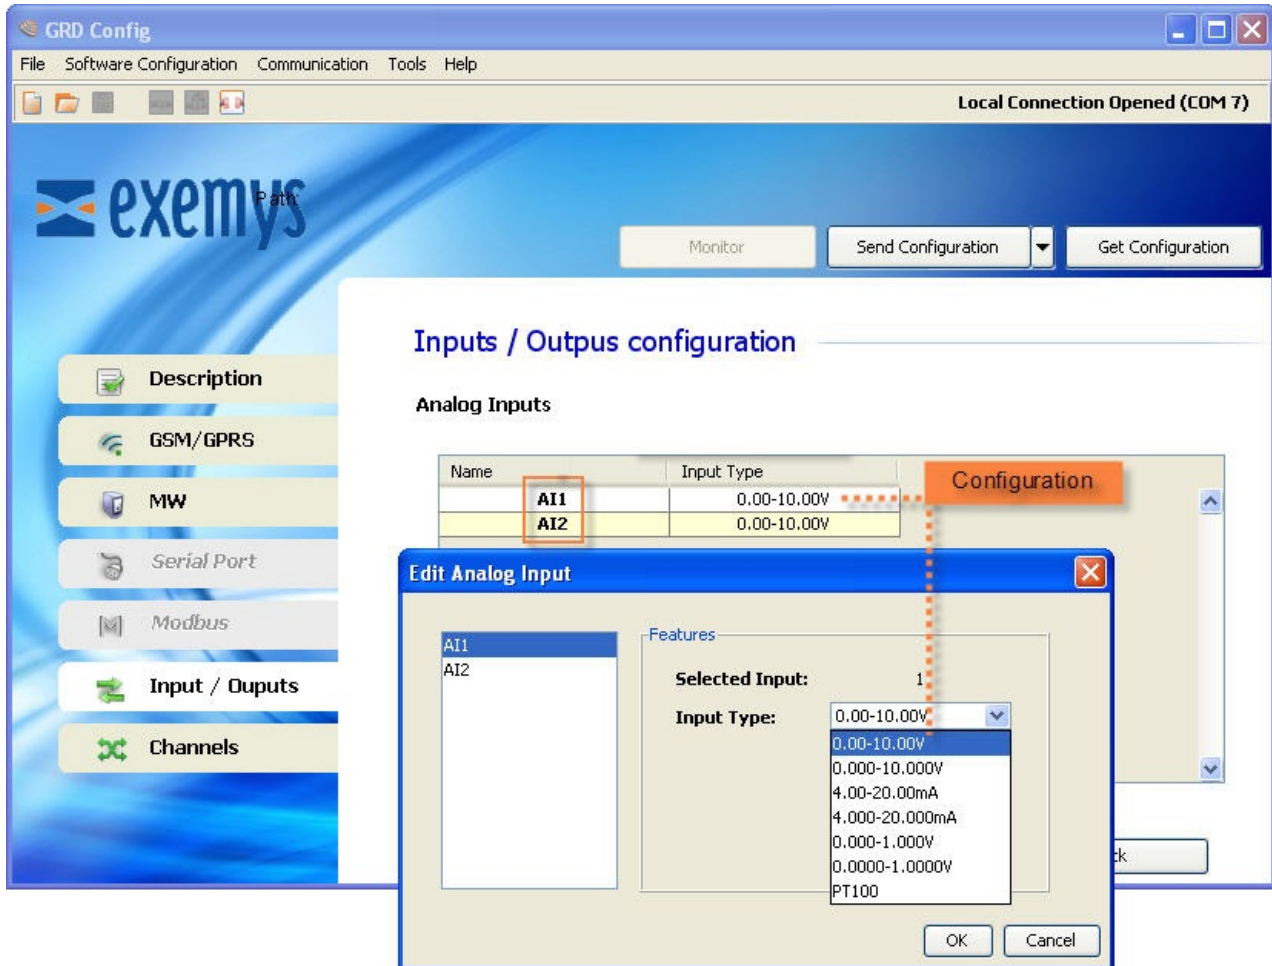 GRD Config
File Software Configuration Communication Tools Help
Local Connection Opened (COM 7)
exemys
Path:
Monitor Send Configuration Get Configuration
Inputs / Outpus configuration
Description
Analog Inputs
GSM/GPRS
Name Input Type
Configuration
AI1 0.00-10.00V
MW
AI2 0.00-10.00V
Serial Port
Edit Analog Input
Modbus
AI1
AI2
Features
Selected Input: 1
Input / Ouputs
Input Type: 0.00-10.00V
Channels
0.00-10.00V
0.000-10.000V
4.00-20.00mA
4.000-20.000mA
0.000-1.000V
0.0000-1.0000V
PT100
OK Cancel